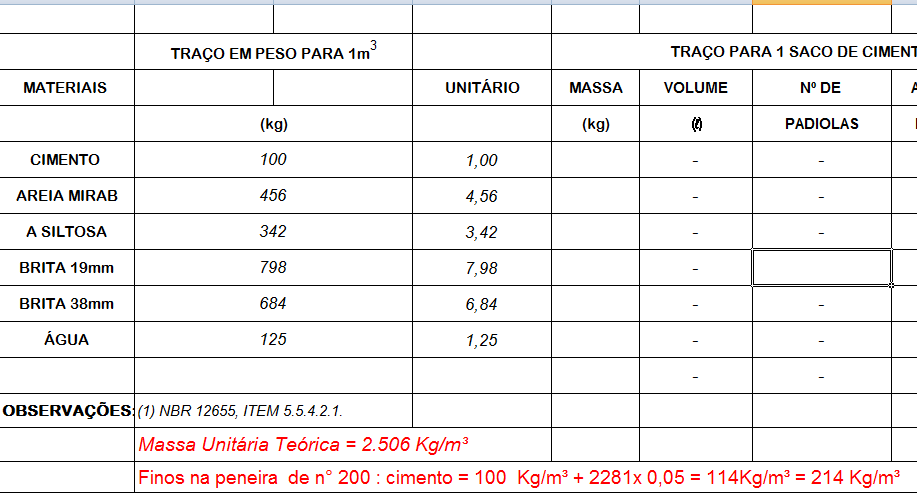 TRAÇO EM PESO PARA 1m³ TRAÇO PARA 1 SACO DE CIMENT
MATERIAIS UNITÁRIO MASSA VOLUME Nº DE
(kg) (kg) (ℓ) PADIOLAS
CIMENTO 100 1,00 - -
AREIA MIRAB 456 4,56 - -
A SILTOSA 342 3,42 - -
BRITA 19mm 798 7,98 -
BRITA 38mm 684 6,84 - -
ÁGUA 125 1,25 - -
- -
OBSERVAÇÕES: (1) NBR 12655, ITEM 5.5.4.2.1.
Massa Unitária Teórica = 2.506 Kg/m³
Finos na peneira de n° 200 : cimento = 100 Kg/m³ + 2281x 0,05 = 114Kg/m³ = 214 Kg/m³